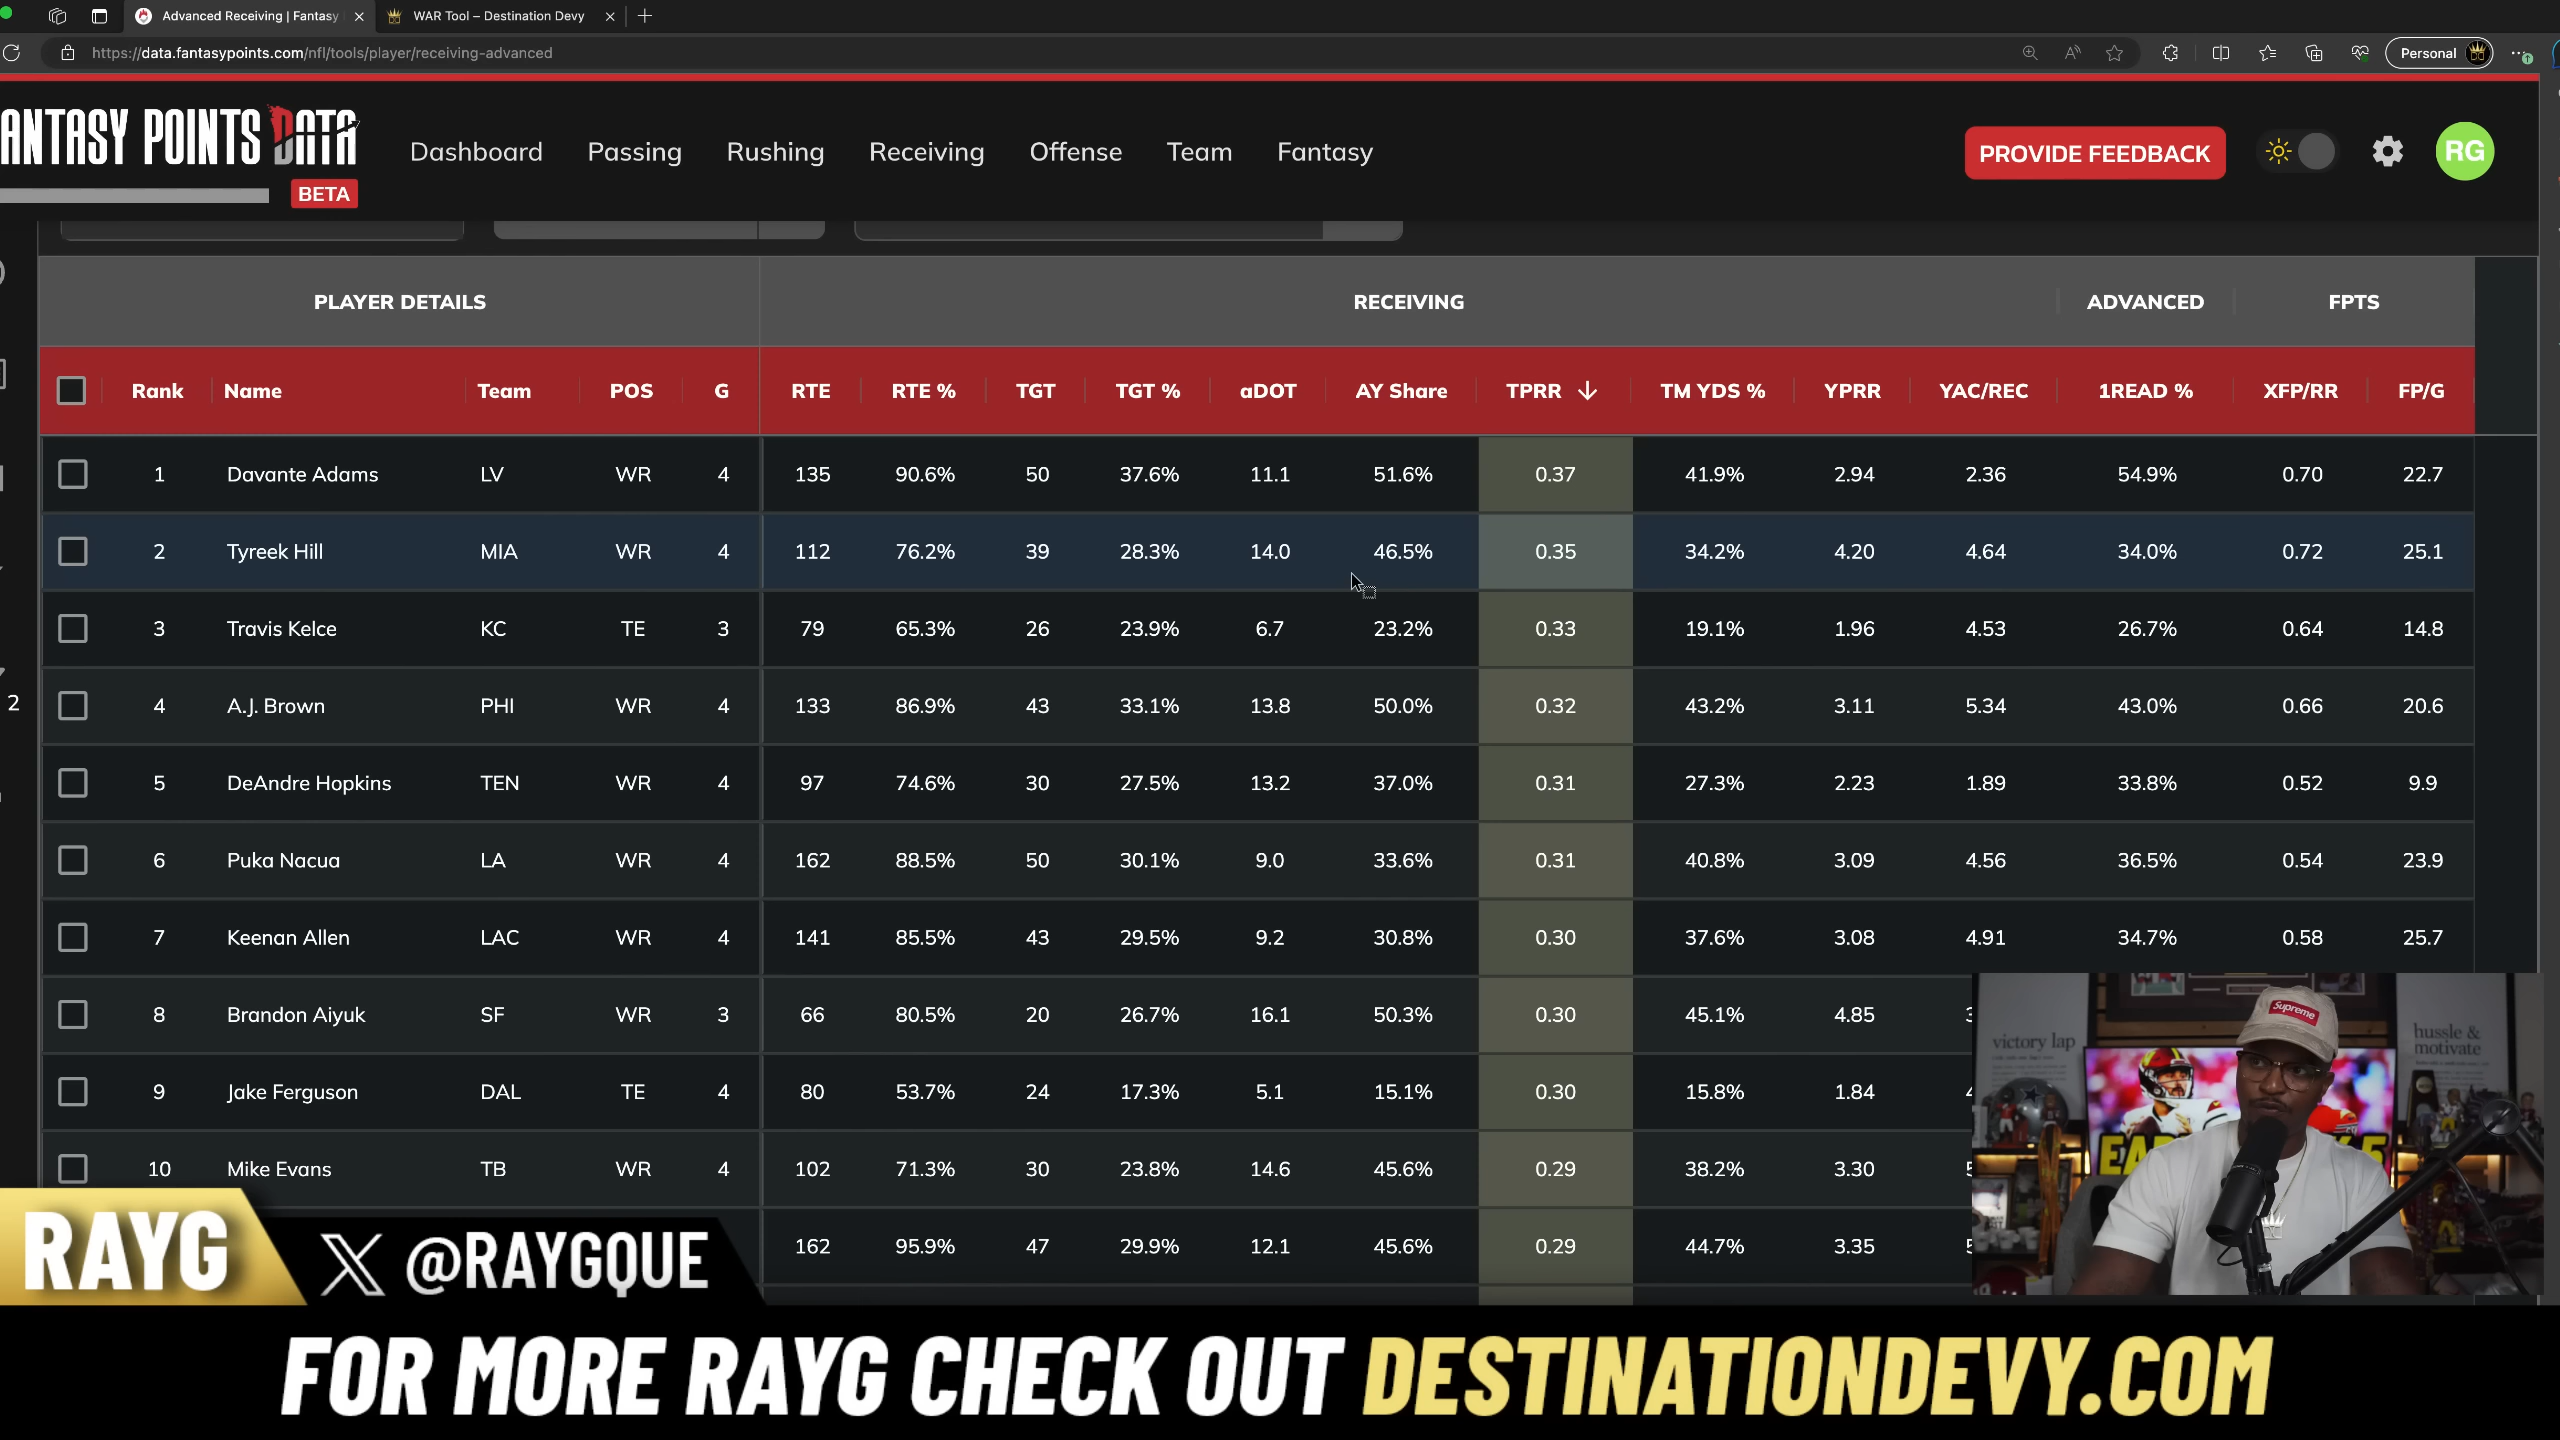 Advanced Receiving | Fantasy
WAR Tool – Destination Devy
https://data.fantasypoints.com/nfl/tools/player/receiving-advanced
Personal
ANTASY POINTS DATA
BETA
Dashboard Passing Rushing Receiving Offense Team Fantasy
PROVIDE FEEDBACK
RG
PLAYER DETAILS RECEIVING ADVANCED FPTS
Rank Name Team POS G RTE RTE % TGT TGT % aDOT AY Share TPRR TM YDS % YPRR YAC/REC 1READ % XFP/RR FP/G
1 Davante Adams LV WR 4 135 90.6% 50 37.6% 11.1 51.6% 0.37 41.9% 2.94 2.36 54.9% 0.70 22.7
2 Tyreek Hill MIA WR 4 112 76.2% 39 28.3% 14.0 46.5% 0.35 34.2% 4.20 4.64 34.0% 0.72 25.1
3 Travis Kelce KC TE 3 79 65.3% 26 23.9% 6.7 23.2% 0.33 19.1% 1.96 4.53 26.7% 0.64 14.8
2
4 A.J. Brown PHI WR 4 133 86.9% 43 33.1% 13.8 50.0% 0.32 43.2% 3.11 5.34 43.0% 0.66 20.6
5 DeAndre Hopkins TEN WR 4 97 74.6% 30 27.5% 13.2 37.0% 0.31 27.3% 2.23 1.89 33.8% 0.52 9.9
6 Puka Nacua LA WR 4 162 88.5% 50 30.1% 9.0 33.6% 0.31 40.8% 3.09 4.56 36.5% 0.54 23.9
7 Keenan Allen LAC WR 4 141 85.5% 43 29.5% 9.2 30.8% 0.30 37.6% 3.08 4.91 34.7% 0.58 25.7
8 Brandon Aiyuk SF WR 3 66 80.5% 20 26.7% 16.1 50.3% 0.30 45.1% 4.85
9 Jake Ferguson DAL TE 4 80 53.7% 24 17.3% 5.1 15.1% 0.30 15.8% 1.84
10 Mike Evans TB WR 4 102 71.3% 30 23.8% 14.6 45.6% 0.29 38.2% 3.30
162 95.9% 47 29.9% 12.1 45.6% 0.29 44.7% 3.35
Supreme
victory lap
hussle &
motivate
RAYG
X @RAYGQUE
FOR MORE RAYG CHECK OUT DESTINATIONDEVY.COM